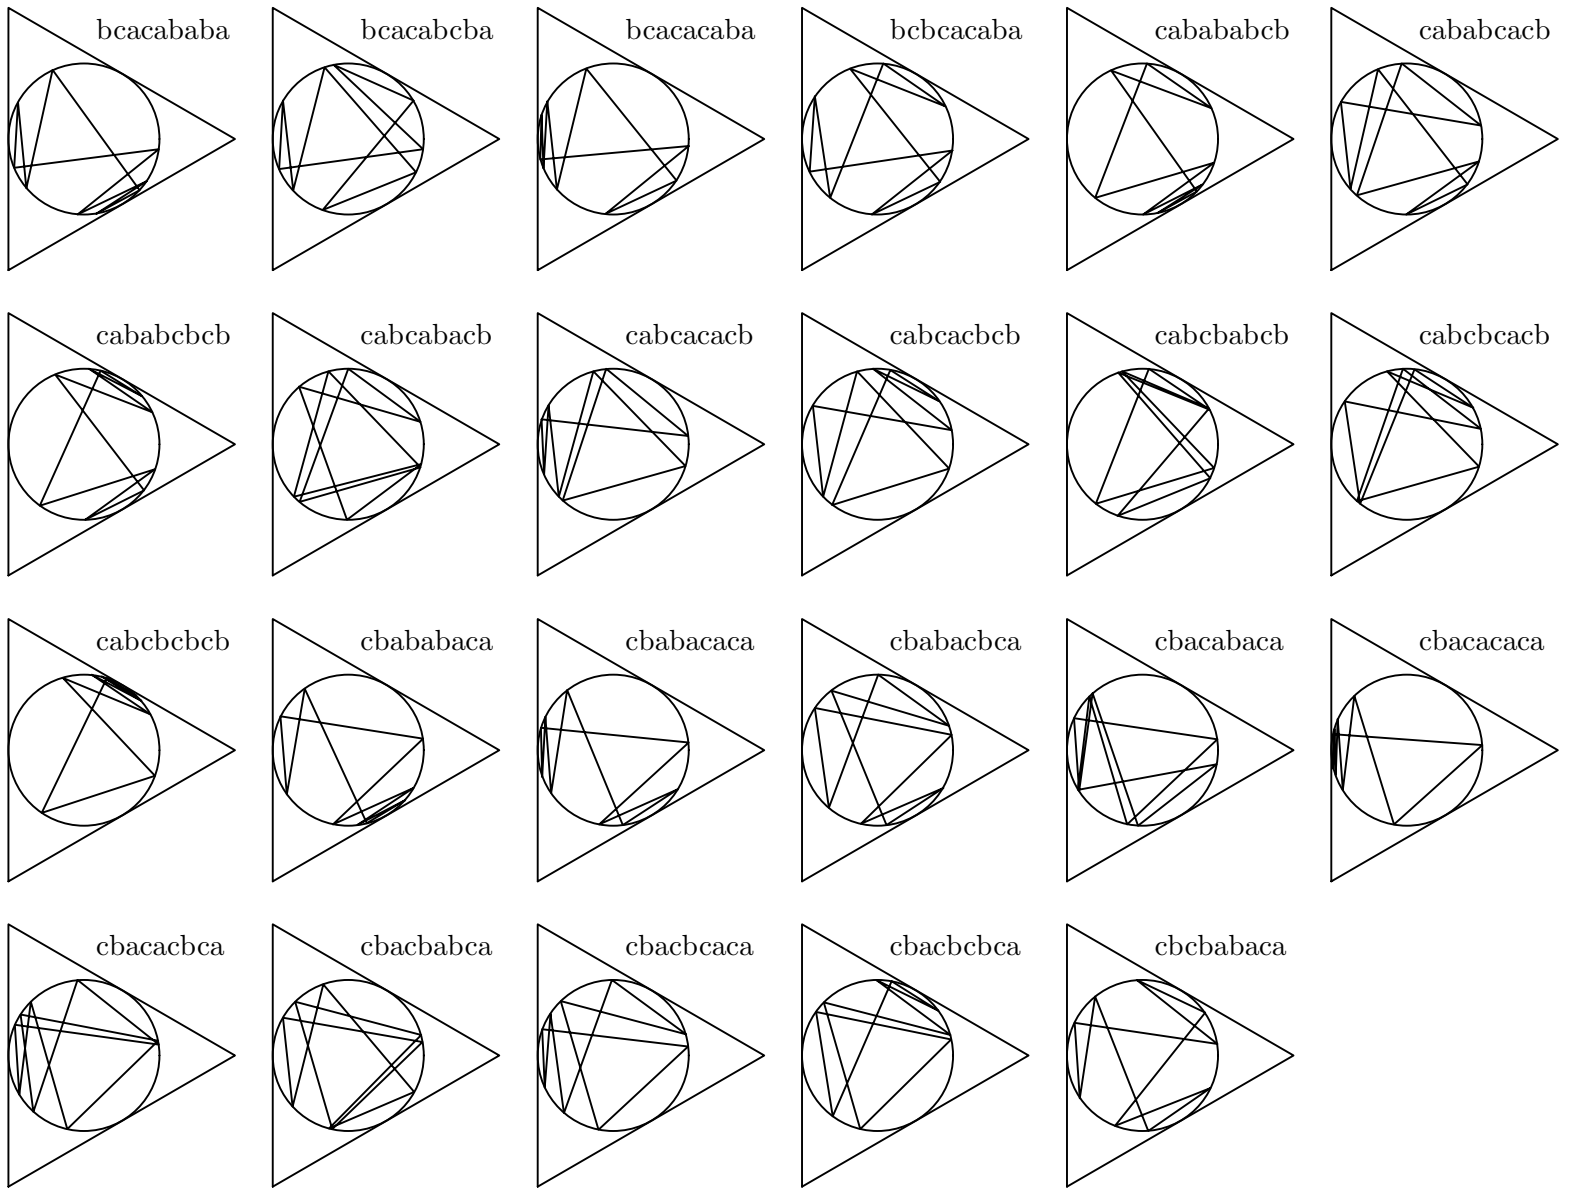 bcacababa bcacabcba bcacacaba bcbcacaba cabababcb cababcacb
cababcbcb cabcabacb cabcacacb cabcacbcb cabcbabcb cabcbcacb
cabcbcbcb cbababaca cbabacaca cbabacbca cbacabaca cbacacaca
cbacacbca cbacbabca cbacbcaca cbacbcbca cbcbabaca